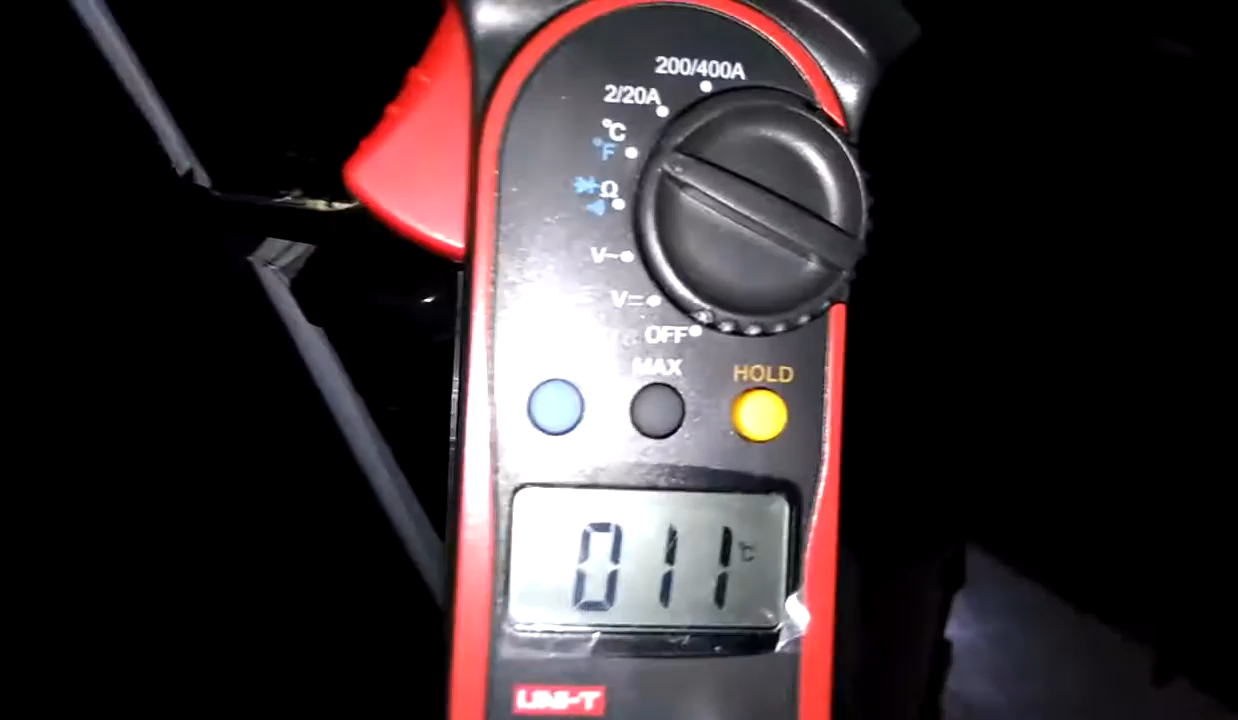 200/400A
2/20A
°C
°F
Ω
V~
V=
OFF
MAX
HOLD
011 °C
UNI-T